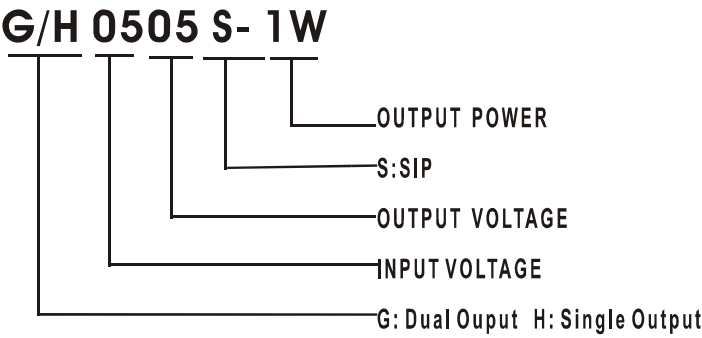 G/H 0505 S- 1W
OUTPUT POWER
S:SIP
OUTPUT VOLTAGE
INPUT VOLTAGE
G: Dual Ouput H: Single Output